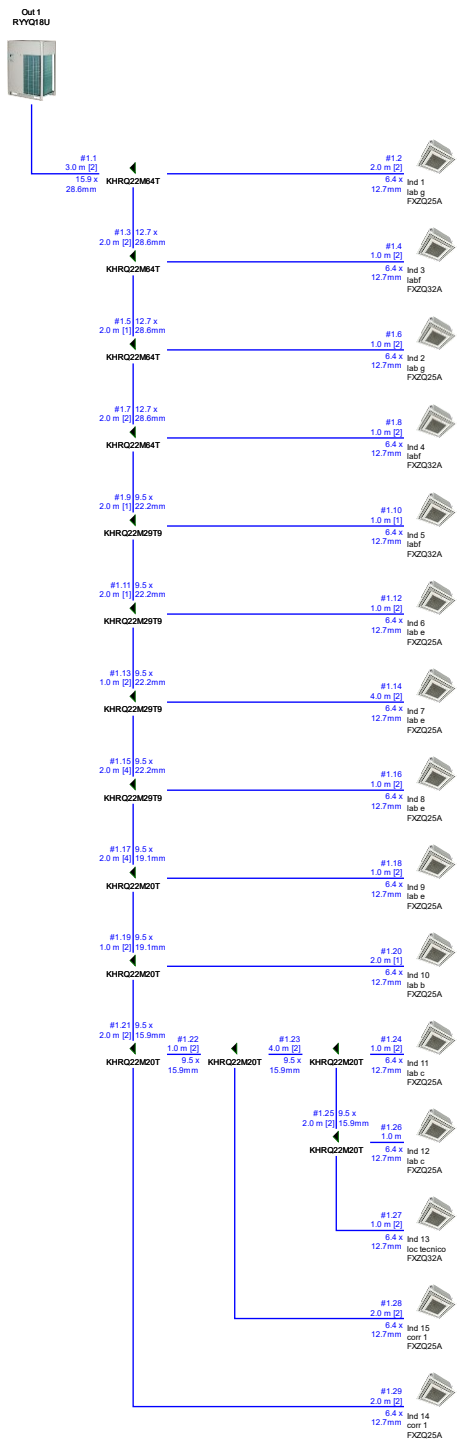 Out 1
RYYQ18U
#1.1
3.0 m [2]
15.9 x
28.6mm
KHRQ22M64T
#1.2
2.0 m [2]
6.4 x
12.7mm
Ind 1
lab g
FXZQ25A
#1.3 12.7 x
2.0 m [2] 28.6mm
KHRQ22M64T
#1.4
1.0 m [2]
6.4 x
12.7mm
Ind 3
labf
FXZQ32A
#1.5 12.7 x
2.0 m [1] 28.6mm
KHRQ22M64T
#1.6
1.0 m [2]
6.4 x
12.7mm
Ind 2
lab g
FXZQ25A
#1.7 12.7 x
2.0 m [2] 28.6mm
KHRQ22M64T
#1.8
1.0 m [2]
6.4 x
12.7mm
Ind 4
labf
FXZQ32A
#1.9 9.5 x
2.0 m [1] 22.2mm
KHRQ22M29T9
#1.10
1.0 m [1]
6.4 x
12.7mm
Ind 5
labf
FXZQ32A
#1.11 9.5 x
2.0 m [1] 22.2mm
KHRQ22M29T9
#1.12
1.0 m [2]
6.4 x
12.7mm
Ind 6
lab e
FXZQ25A
#1.13 9.5 x
1.0 m [2] 22.2mm
KHRQ22M29T9
#1.14
4.0 m [2]
6.4 x
12.7mm
Ind 7
lab e
FXZQ25A
#1.15 9.5 x
2.0 m [4] 22.2mm
KHRQ22M29T9
#1.16
1.0 m [2]
6.4 x
12.7mm
Ind 8
lab e
FXZQ25A
#1.17 9.5 x
2.0 m [4] 19.1mm
KHRQ22M20T
#1.18
1.0 m [2]
6.4 x
12.7mm
Ind 9
lab e
FXZQ25A
#1.19 9.5 x
1.0 m [2] 19.1mm
KHRQ22M20T
#1.20
2.0 m [1]
6.4 x
12.7mm
Ind 10
lab b
FXZQ25A
#1.21 9.5 x
2.0 m [2] 15.9mm
KHRQ22M20T
#1.22
1.0 m [2]
9.5 x
15.9mm
KHRQ22M20T
#1.23
4.0 m [2]
9.5 x
15.9mm
KHRQ22M20T
#1.24
1.0 m [2]
6.4 x
12.7mm
Ind 11
lab c
FXZQ25A
#1.25 9.5 x
2.0 m [2] 15.9mm
KHRQ22M20T
#1.26
1.0 m
6.4 x
12.7mm
Ind 12
lab c
FXZQ25A
#1.27
1.0 m [2]
6.4 x
12.7mm
Ind 13
loc tecnico
FXZQ32A
#1.28
2.0 m [2]
6.4 x
12.7mm
Ind 15
corr 1
FXZQ25A
#1.29
2.0 m [2]
6.4 x
12.7mm
Ind 14
corr 1
FXZQ25A